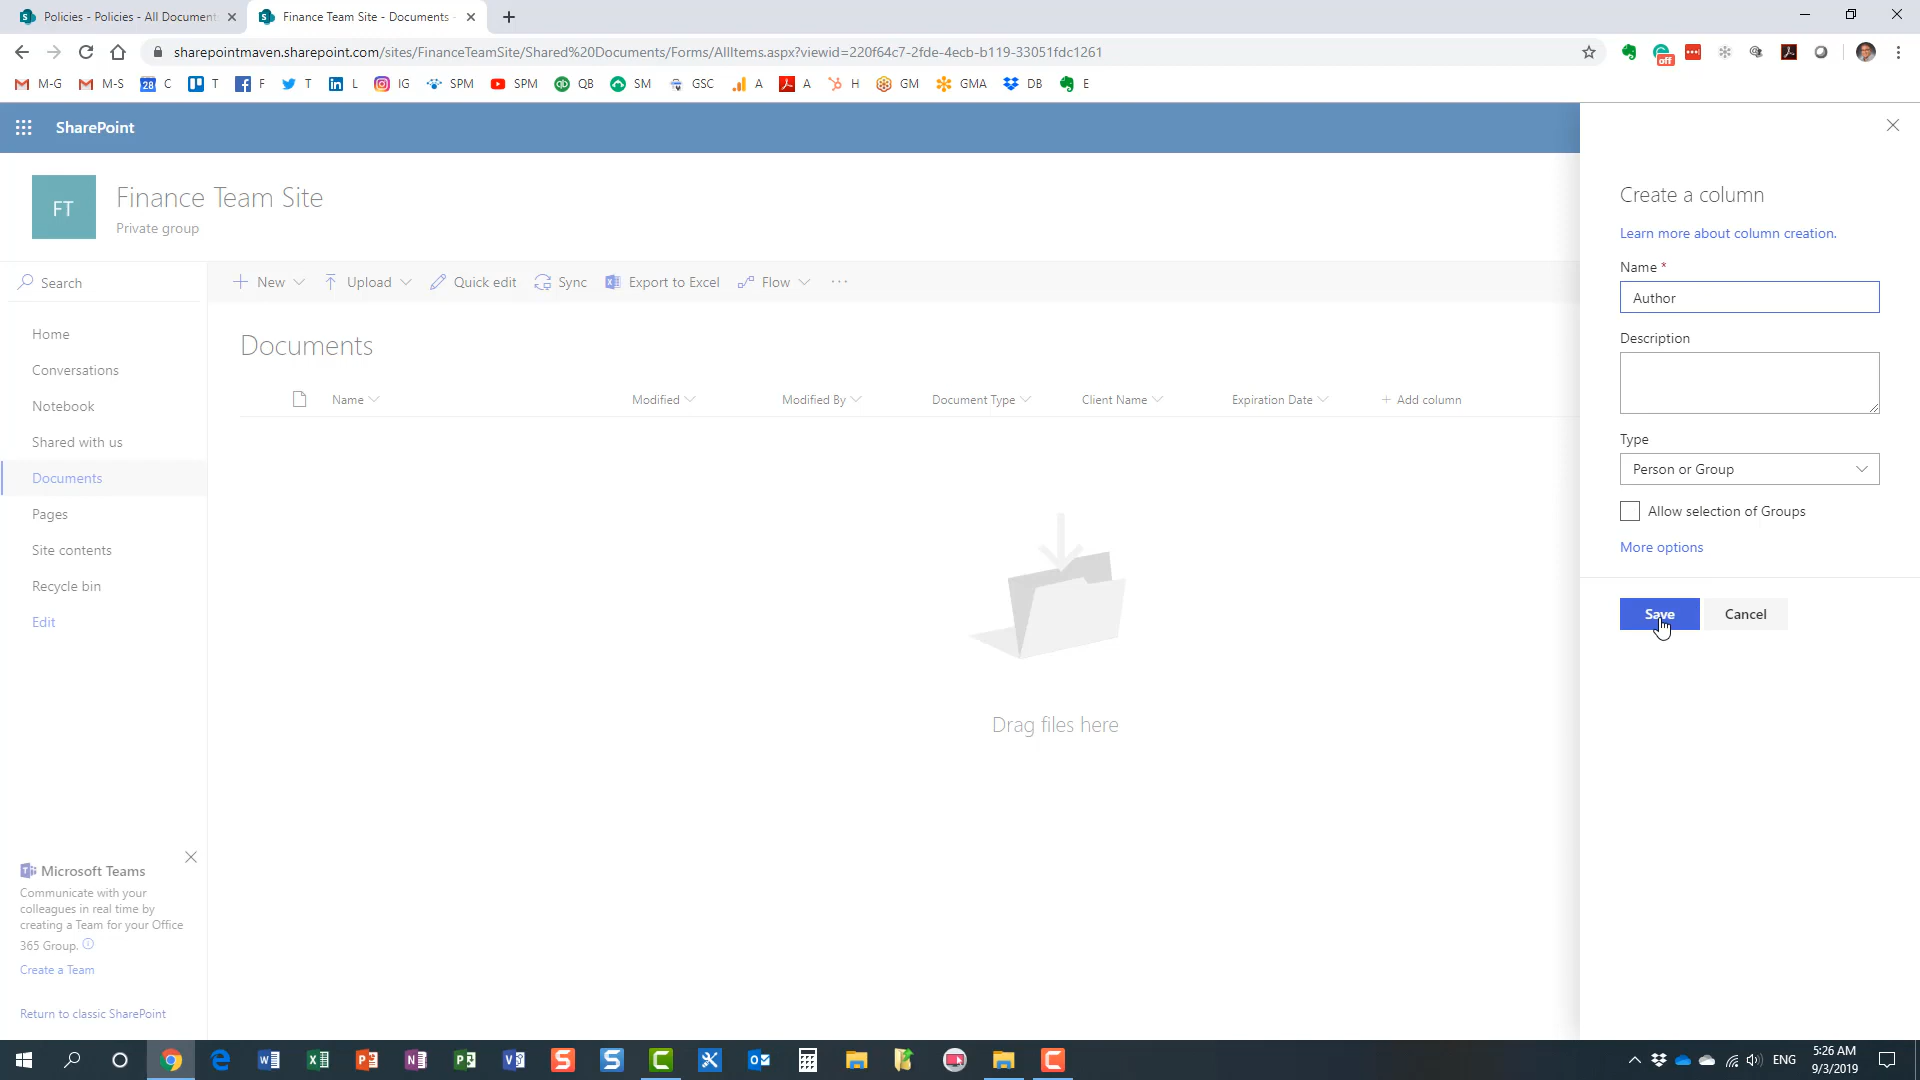 Policies - Policies - All Document
Finance Team Site - Documents -
sharepointmaven.sharepoint.com/sites/FinanceTeamSite/Shared%20Documents/Forms/AllItems.aspx?viewid=220f64c7-2fde-4ecb-b119-33051fdc1261
off
M-G M-S 28 C T F T L IG SPM SPM QB SM GSC A A H GM GMA DB E
SharePoint
FT
Finance Team Site
Private group
Search
New Upload Quick edit Sync Export to Excel Flow ...
Home
Conversations
Notebook
Shared with us
Documents
Pages
Site contents
Recycle bin
Edit
Documents
Name Modified Modified By Document Type Client Name Expiration Date + Add column
Drag files here
Microsoft Teams
Communicate with your
colleagues in real time by
creating a Team for your Office
365 Group.
Create a Team
Return to classic SharePoint
Create a column
Learn more about column creation.
Name *
Author
Description
Type
Person or Group
Allow selection of Groups
More options
Save Cancel
ENG
5:26 AM
9/3/2019